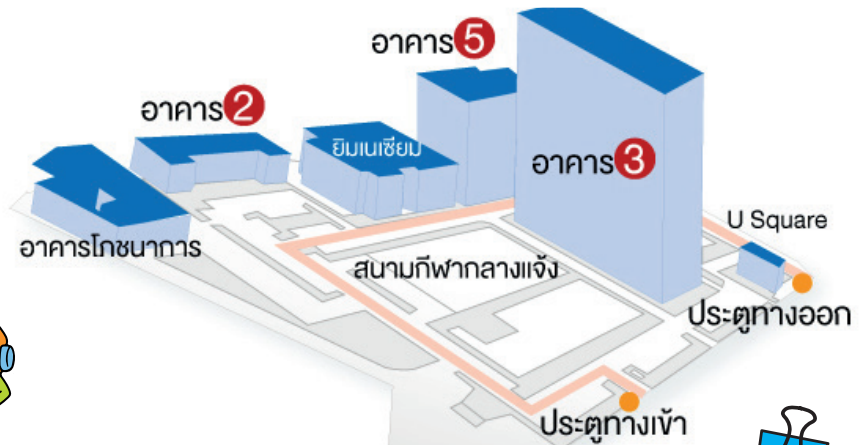 อาคาร 5
อาคาร 2
ยิมเนเซียม
อาคาร 3
U Square
อาคารโภชนาการ
สนามกีฬากลางแจ้ง
ประตูทางออก
ประตูทางเข้า